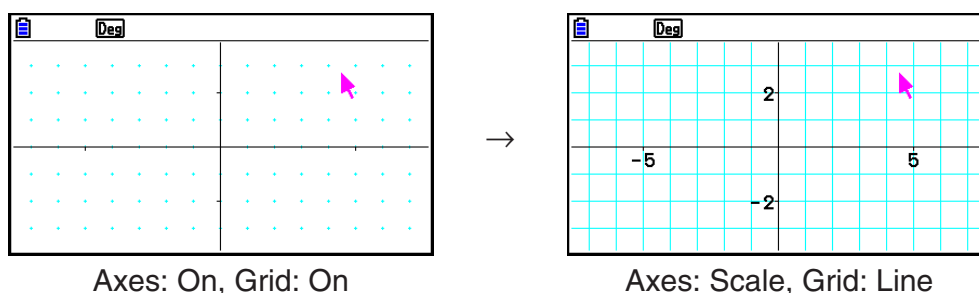 Deg
Deg
→
2
-5 5
-2
Axes: On, Grid: On
Axes: Scale, Grid: Line